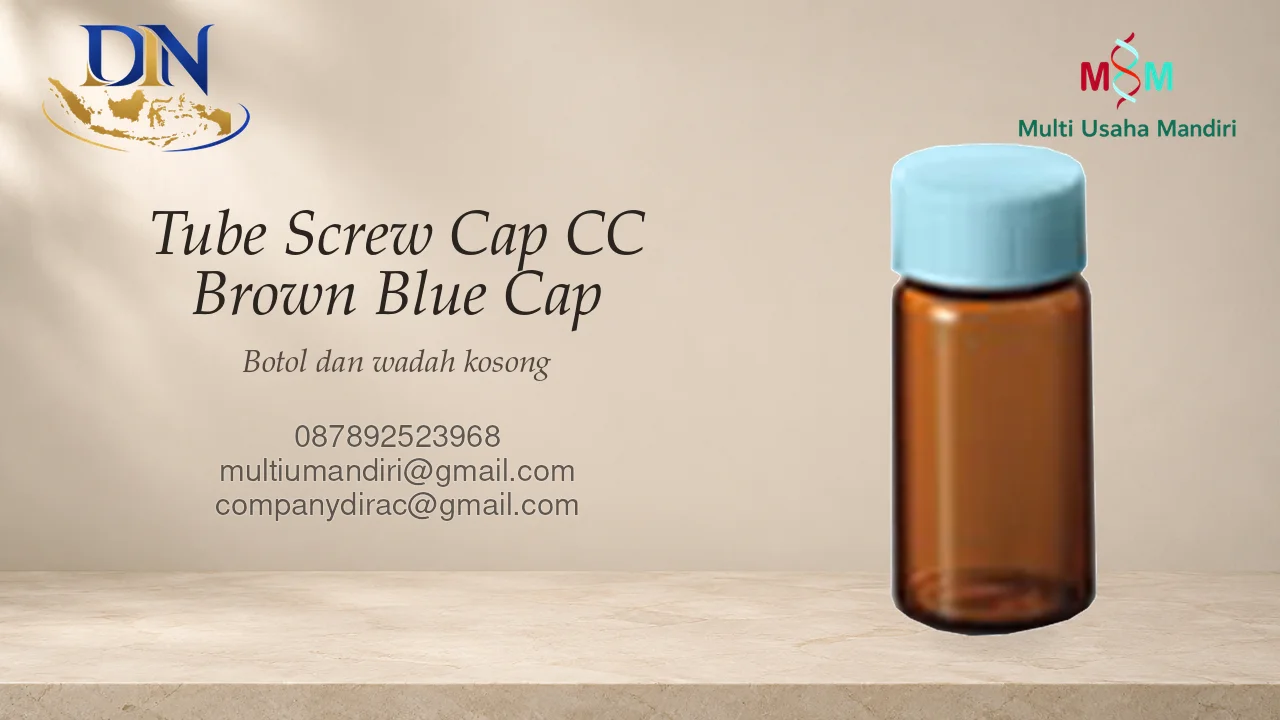 DN
MM
Multi Usaha Mandiri
Tube Screw Cap CC
Brown Blue Cap
Botol dan wadah kosong
087892523968
multiumandiri@gmail.com
companydirac@gmail.com